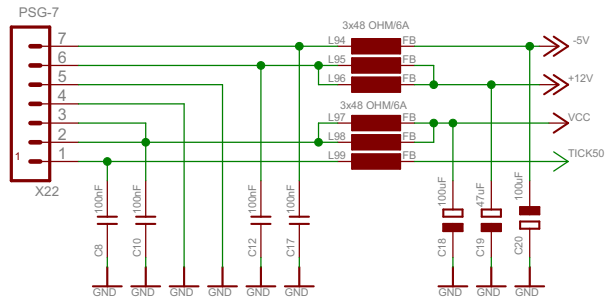 PSG-7
3x48 OHM/6A
7
L94
FB
-5V
6
L95
FB
5
L96
FB
+12V
4
3x48 OHM/6A
3
L97
FB
VCC
2
L98
FB
1
1
L99
FB
TICK50
X22
100nF
100nF
100nF
100nF
100uF
47uF
100uF
C8
C10
C12
C17
C18
C19
C20
GND
GND
GND
GND
GND
GND
GND
GND
GND